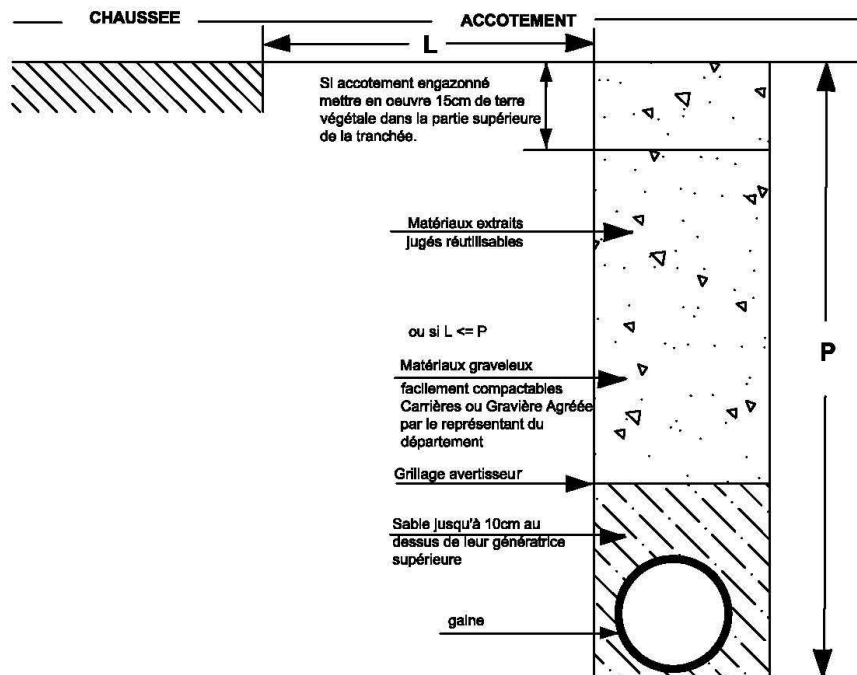 CHAUSSEE
ACCOTEMENT
L
Si accotement engazonné
mettre en oeuvre 15cm de terre
végétale dans la partie supérieure
de la tranchée.
Matériaux extraits
jugés réutilisables
ou si L <= P
P
Matériaux graveleux
facilement compactables
Carrières ou Gravière Agréée
par le représentant du
département
Grillage avertisseur
Sable jusqu'à 10cm au
dessus de leur génératrice
supérieure
gaine